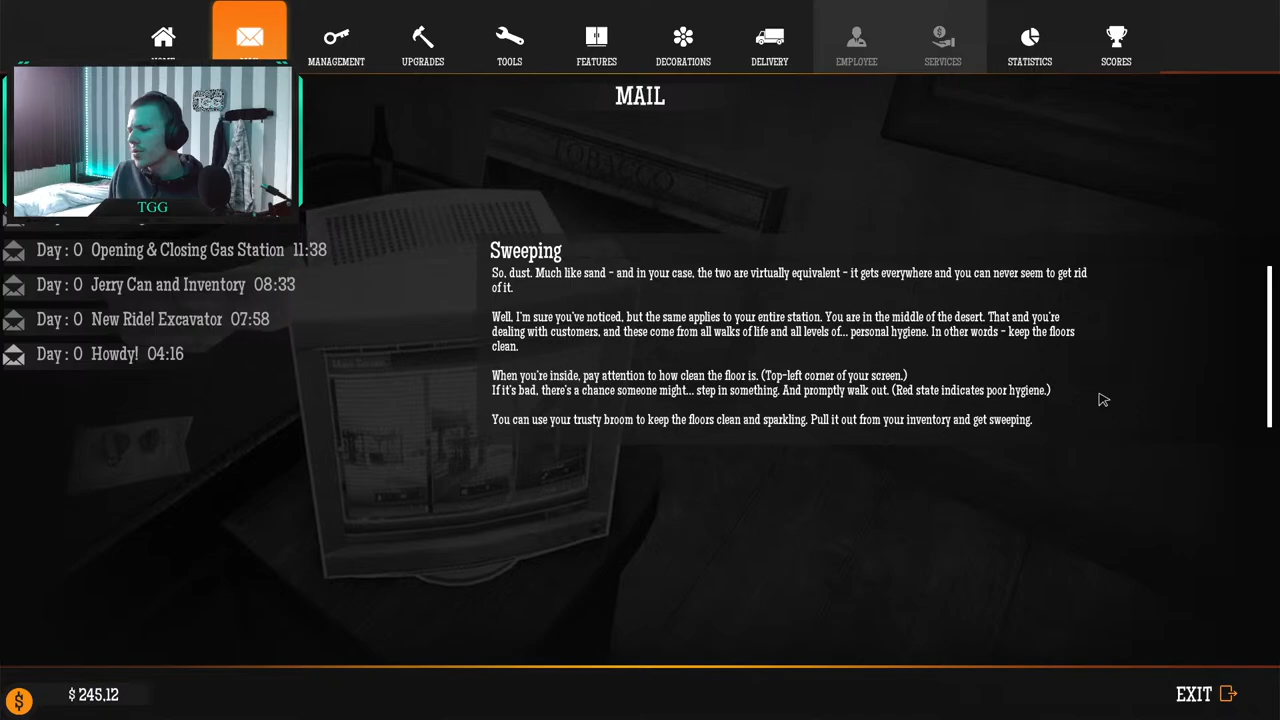 MANAGEMENT
UPGRADES
TOOLS
FEATURES
DECORATIONS
DELIVERY
EMPLOYEE
SERVICES
STATISTICS
SCORES
MAIL
TGG
TOBACCO
Day : 0 Opening & Closing Gas Station 11:38
Day : 0 Jerry Can and Inventory 08:33
Day : 0 New Ride! Excavator 07:58
Day : 0 Howdy! 04:16
Sweeping
So, dust. Much like sand - and in your case, the two are virtually equivalent - it gets everywhere and you can never seem to get rid
of it.
Well, I'm sure you've noticed, but the same applies to your entire station. You are in the middle of the desert. That and you're
dealing with customers, and these come from all walks of life and all levels of... personal hygiene. In other words - keep the floors
clean.
When you're inside, pay attention to how clean the floor is. (Top-left corner of your screen.)
If it's bad, there's a chance someone might... step in something. And promptly walk out. (Red state indicates poor hygiene.)
You can use your trusty broom to keep the floors clean and sparkling. Pull it out from your inventory and get sweeping.
$ 245,12
EXIT